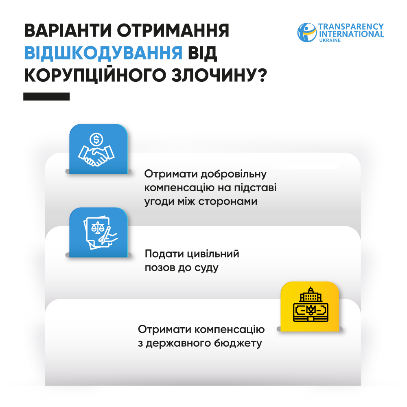 ВАРІАНТИ ОТРИМАННЯ
ВІДШКОДУВАННЯ ВІД
КОРУПЦІЙНОГО ЗЛОЧИНУ?
TRANSPARENCY
INTERNATIONAL
UKRAINE
Отримати добровільну
компенсацію на підставі
угоди між сторонами
Подати цивільний
позов до суду
Отримати компенсацію
з державного бюджету